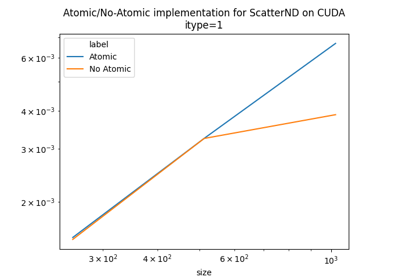 Atomic/No-Atomic implementation for ScatterND on CUDA
itype=1
label
Atomic
No Atomic
6 × 10⁻³
4 × 10⁻³
3 × 10⁻³
2 × 10⁻³
3 × 10² 4 × 10² 6 × 10² 10³
size